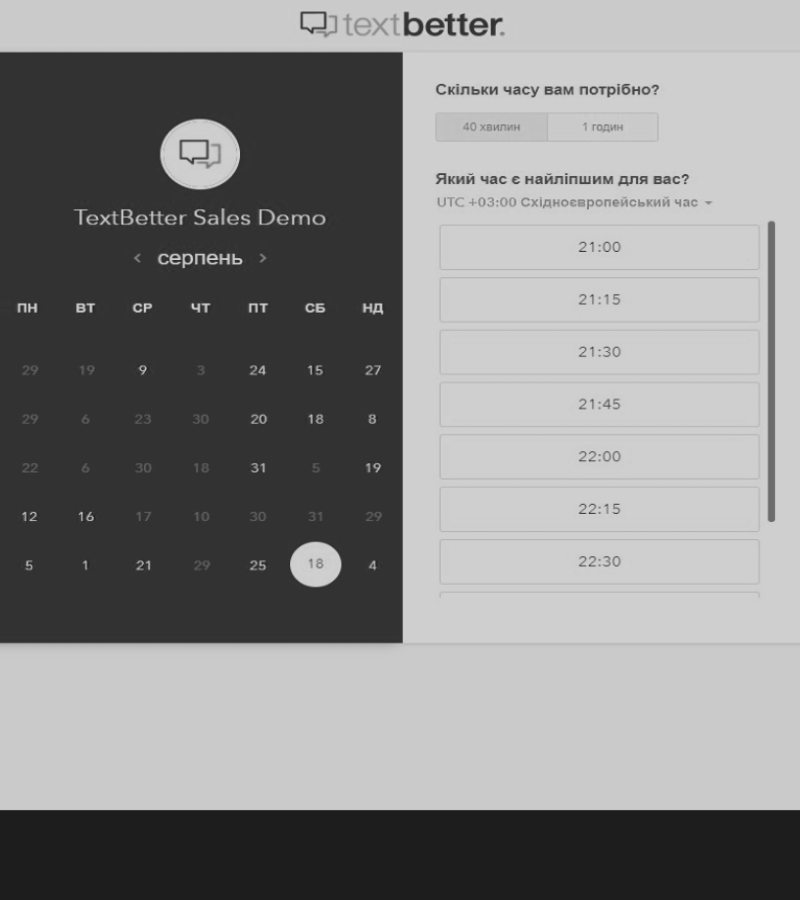 textbetter.
TextBetter Sales Demo
‹ серпень ›
ПН ВТ СР ЧТ ПТ СБ НД
29 19 9 3 24 15 27
29 6 23 30 20 18 8
22 6 30 18 31 5 19
12 16 17 10 30 31 29
5 1 21 29 25 18 4
Скільки часу вам потрібно?
40 хвилин 1 годин
Який час є найліпшим для вас?
UTC +03:00 Східноєвропейський час
21:00
21:15
21:30
21:45
22:00
22:15
22:30